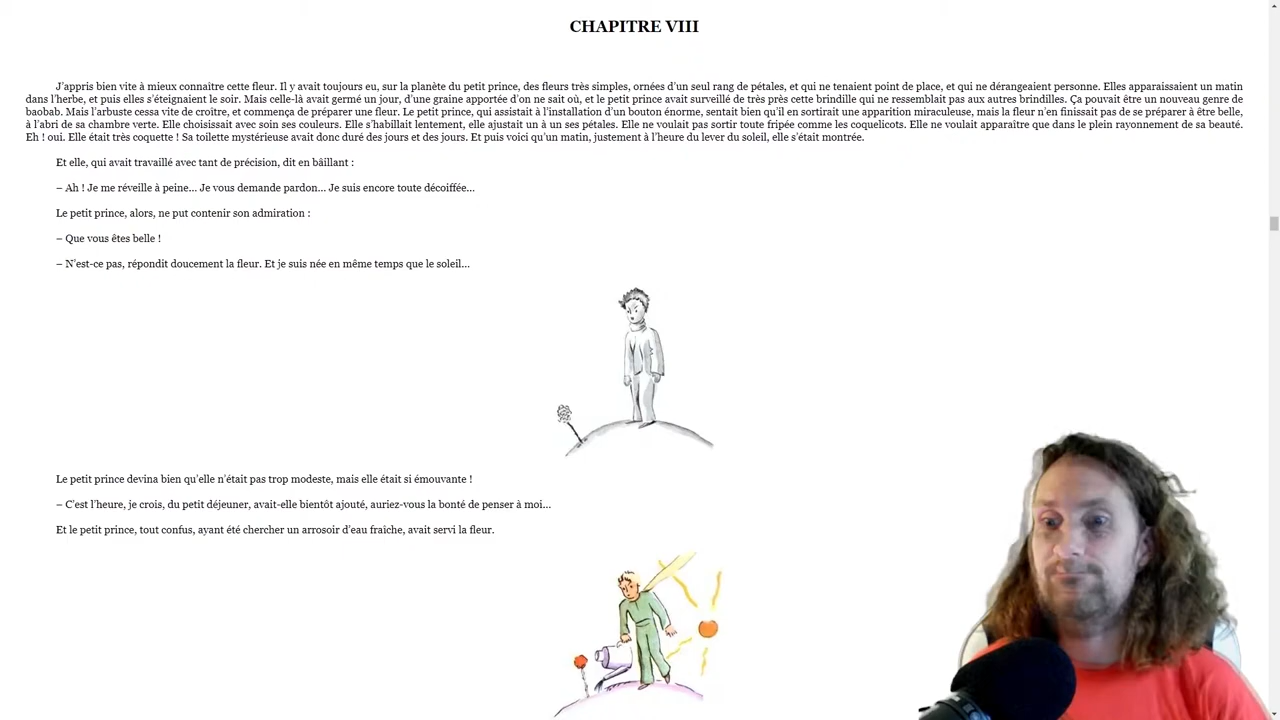 CHAPITRE VIII
J’appris bien vite à mieux connaître cette fleur. Il y avait toujours eu, sur la planète du petit prince, des fleurs très simples, ornées d’un seul rang de pétales, et qui ne tenaient point de place, et qui ne dérangeaient personne. Elles apparaissaient un matin
dans l’herbe, et puis elles s’éteignaient le soir. Mais celle-là avait germé un jour, d’une graine apportée d’on ne sait où, et le petit prince avait surveillé de très près cette brindille qui ne ressemblait pas aux autres brindilles. Ça pouvait être un nouveau genre de
baobab. Mais l’arbuste cessa vite de croître, et commença de préparer une fleur. Le petit prince, qui assistait à l’installation d’un bouton énorme, sentait bien qu’il en sortirait une apparition miraculeuse, mais la fleur n’en finissait pas de se préparer à être belle,
à l’abri de sa chambre verte. Elle choisissait avec soin ses couleurs. Elle s’habillait lentement, elle ajustait un à un ses pétales. Elle ne voulait pas sortir toute fripée comme les coquelicots. Elle ne voulait apparaître que dans le plein rayonnement de sa beauté.
Eh ! oui. Elle était très coquette ! Sa toilette mystérieuse avait donc duré des jours et des jours. Et puis voici qu’un matin, justement à l’heure du lever du soleil, elle s’était montrée.
Et elle, qui avait travaillé avec tant de précision, dit en bâillant :
– Ah ! Je me réveille à peine… Je vous demande pardon… Je suis encore toute décoiffée…
Le petit prince, alors, ne put contenir son admiration :
– Que vous êtes belle !
– N’est-ce pas, répondit doucement la fleur. Et je suis née en même temps que le soleil…
Le petit prince devina bien qu’elle n’était pas trop modeste, mais elle était si émouvante !
– C’est l’heure, je crois, du petit déjeuner, avait-elle bientôt ajouté, auriez-vous la bonté de penser à moi…
Et le petit prince, tout confus, ayant été chercher un arrosoir d’eau fraîche, avait servi la fleur.